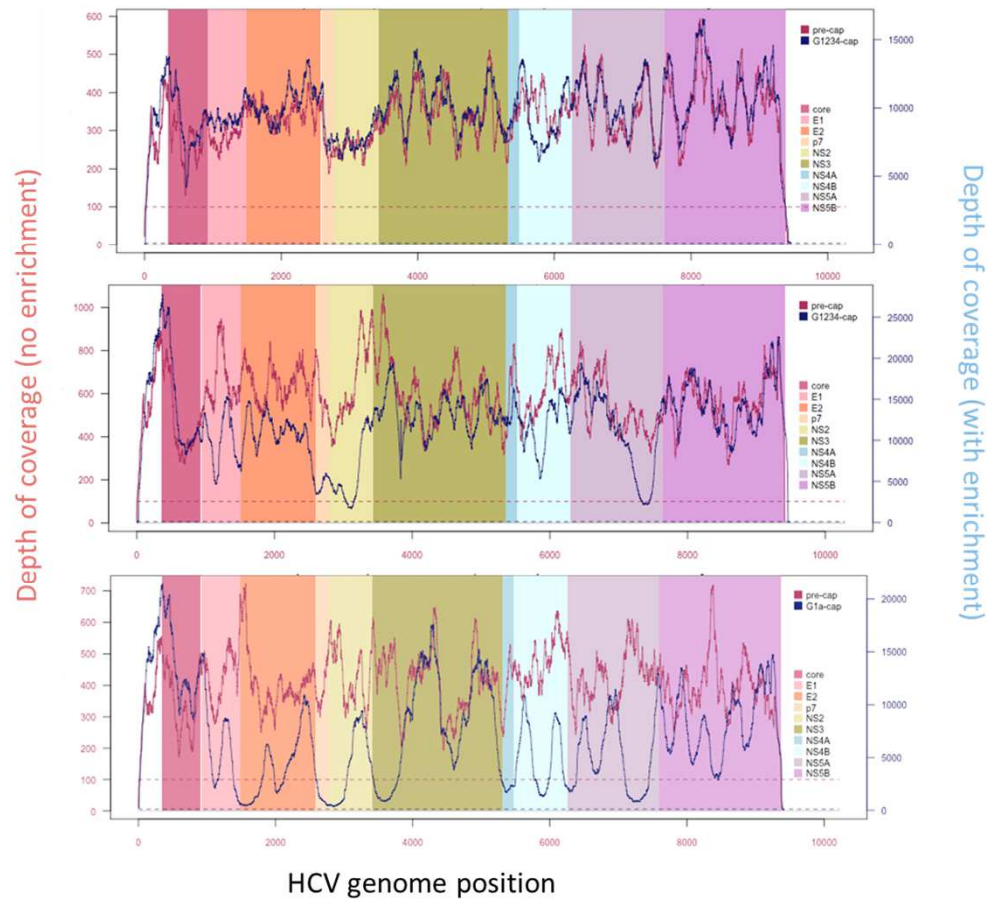 Depth of coverage (no enrichment)
Depth of coverage (with enrichment)
600
500
400
300
200
100
0
15000
10000
5000
0
0
2000
4000
6000
8000
10000
pre-cap
G1234-cap
core
E1
E2
p7
NS2
NS3
NS4A
NS4B
NS5A
NS5B
1000
800
600
400
200
0
25000
20000
15000
10000
5000
0
0
2000
4000
6000
8000
10000
pre-cap
G1234-cap
core
E1
E2
p7
NS2
NS3
NS4A
NS4B
NS5A
NS5B
700
600
500
400
300
200
100
0
20000
15000
10000
5000
0
0
2000
4000
6000
8000
10000
pre-cap
G1a-cap
core
E1
E2
p7
NS2
NS3
NS4A
NS4B
NS5A
NS5B
HCV genome position